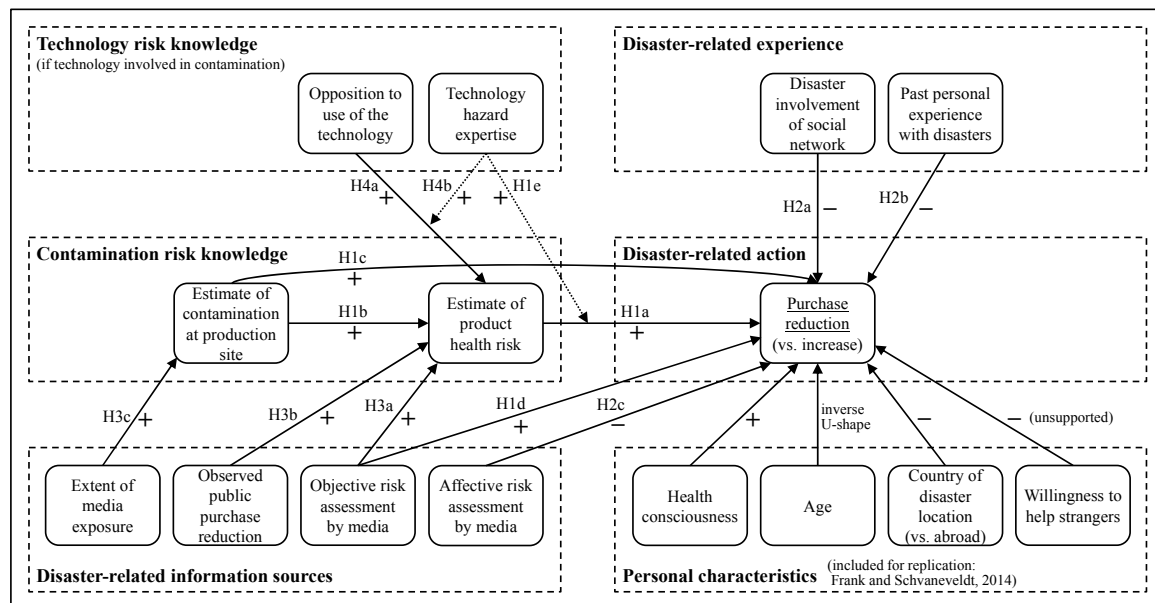 Technology risk knowledge
(if technology involved in contamination)
Opposition to
use of the
technology
Technology
hazard
expertise
Disaster-related experience
Disaster
involvement
of social
network
Past personal
experience
with disasters
H4a
+
H4b
+
+
H1e
H2a
−
H2b
−
Contamination risk knowledge
H1c
+
Estimate of
contamination
at production
site
H1b
+
Estimate of
product
health risk
H1a
+
Disaster-related action
Purchase
reduction
(vs. increase)
H3c
+
H3b
+
H3a
+
H1d
+
H2c
−
+
inverse
U-shape
−
−
(unsupported)
Extent of
media
exposure
Observed
public
purchase
reduction
Objective risk
assessment
by media
Affective risk
assessment
by media
Disaster-related information sources
Health
consciousness
Age
Country of
disaster
location
(vs. abroad)
Willingness to
help strangers
Personal characteristics
(included for replication:
Frank and Schvaneveldt, 2014)